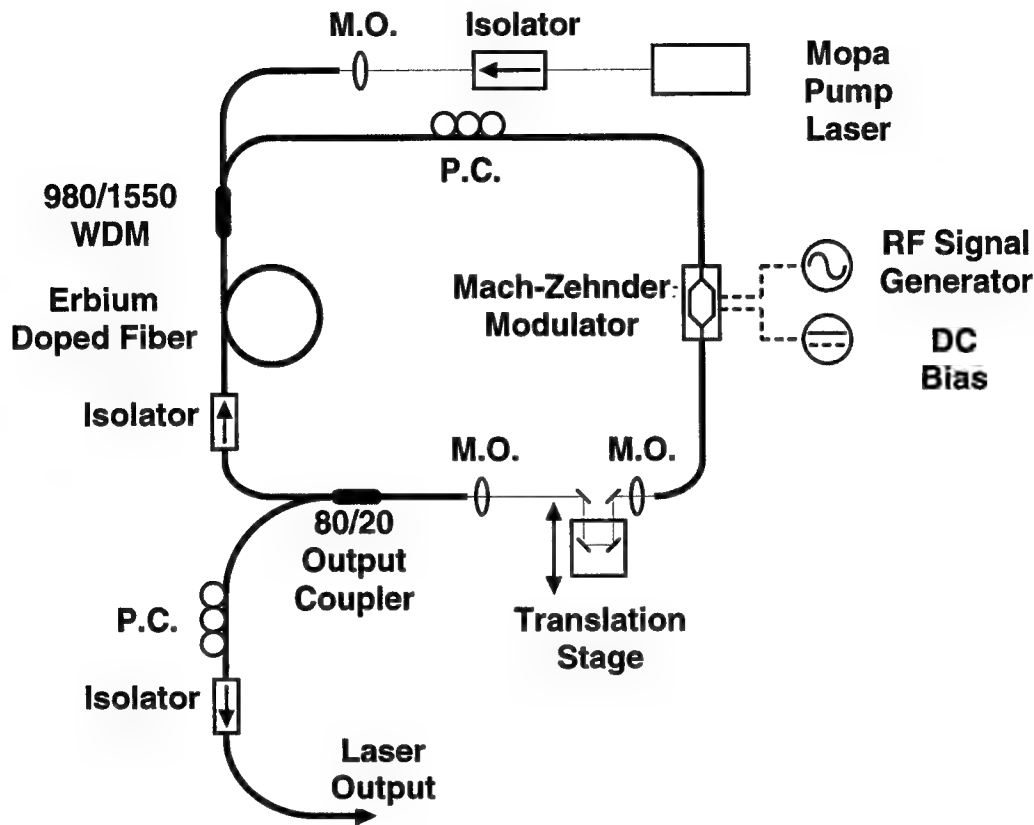 M.O.
Isolator
Mopa
Pump
Laser
P.C.
980/1550
WDM
Erbium
Doped Fiber
Mach-Zehnder
Modulator
RF Signal
Generator
DC
Bias
Isolator
M.O.
M.O.
80/20
Output
Coupler
Translation
Stage
P.C.
Isolator
Laser
Output